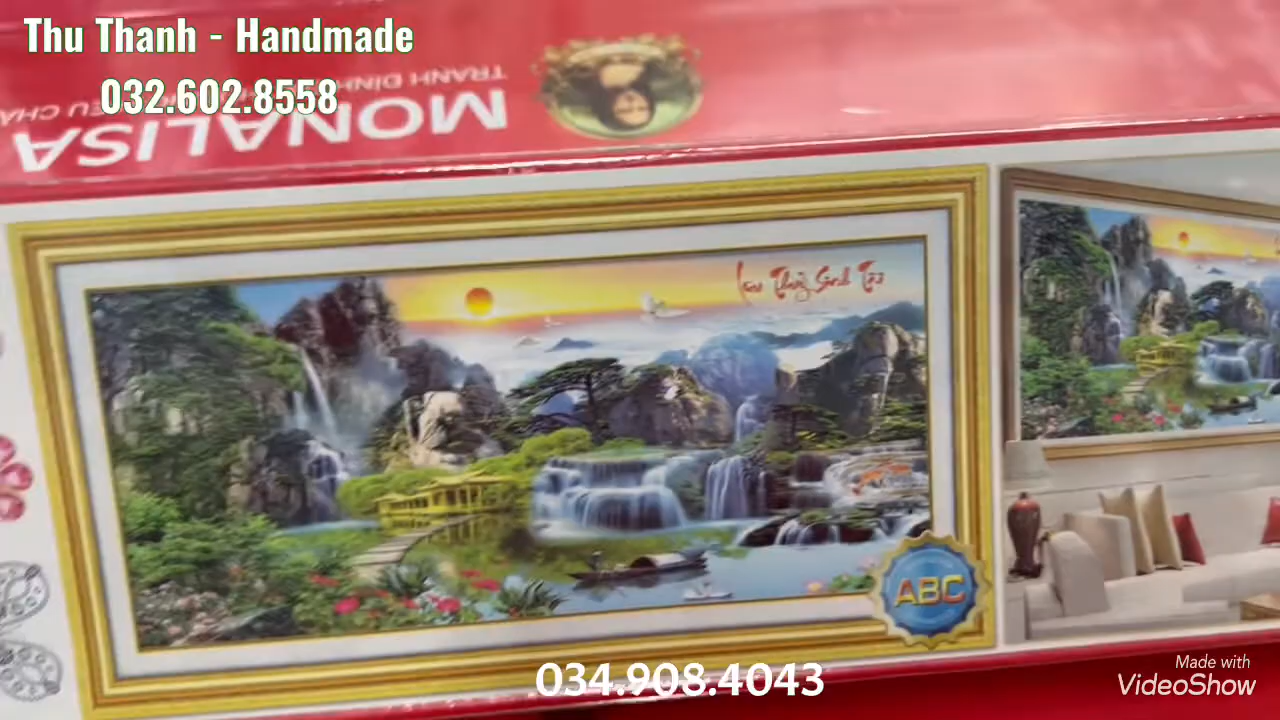 Thu Thanh - Handmade
032.602.8558
TRANH ĐÍNH
MONALISA
Lưu Thuỷ Sinh Tài
ABC
034.908.4043
Made with
VideoShow